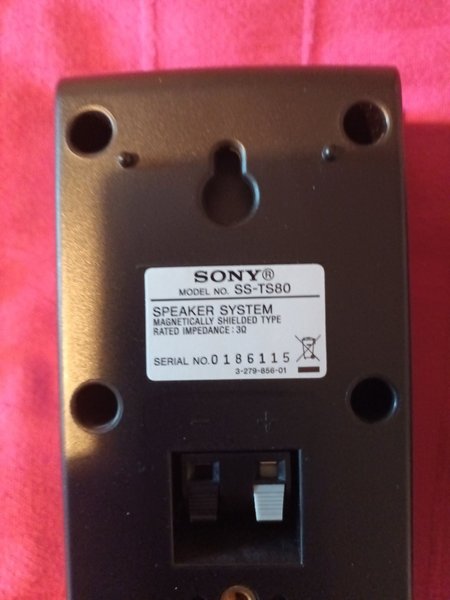 SONY®
MODEL NO. SS-TS80
SPEAKER SYSTEM
MAGNETICALLY SHIELDED TYPE
RATED IMPEDANCE : 3Ω
SERIAL NO. 0186115
3-279-856-01
− +